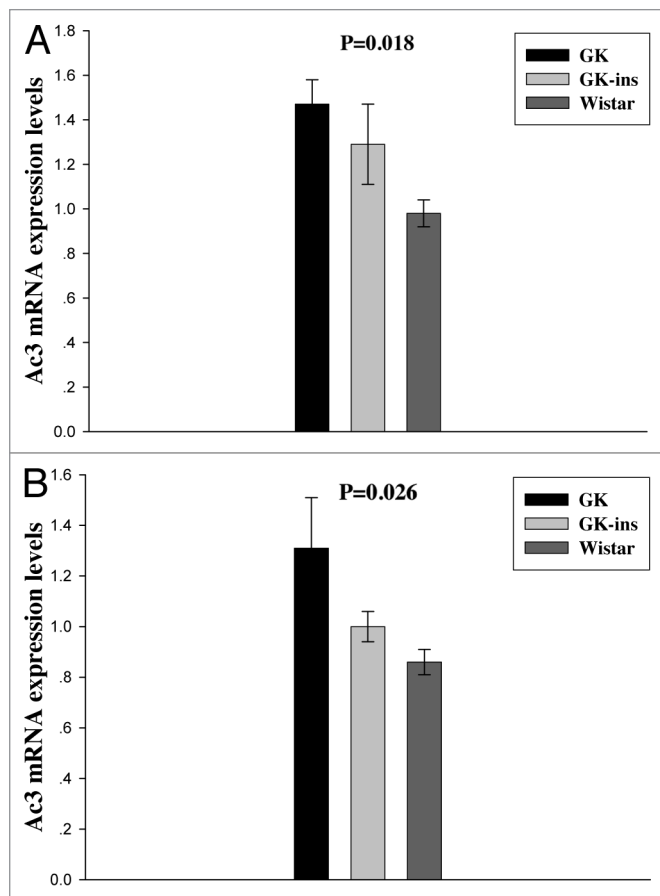 A
P=0.018
GK
GK-ins
Wistar
Ac3 mRNA expression levels
1.8
1.6
1.4
1.2
1.0
.8
.6
.4
.2
0.0
B
P=0.026
GK
GK-ins
Wistar
Ac3 mRNA expression levels
1.6
1.4
1.2
1.0
.8
.6
.4
.2
0.0